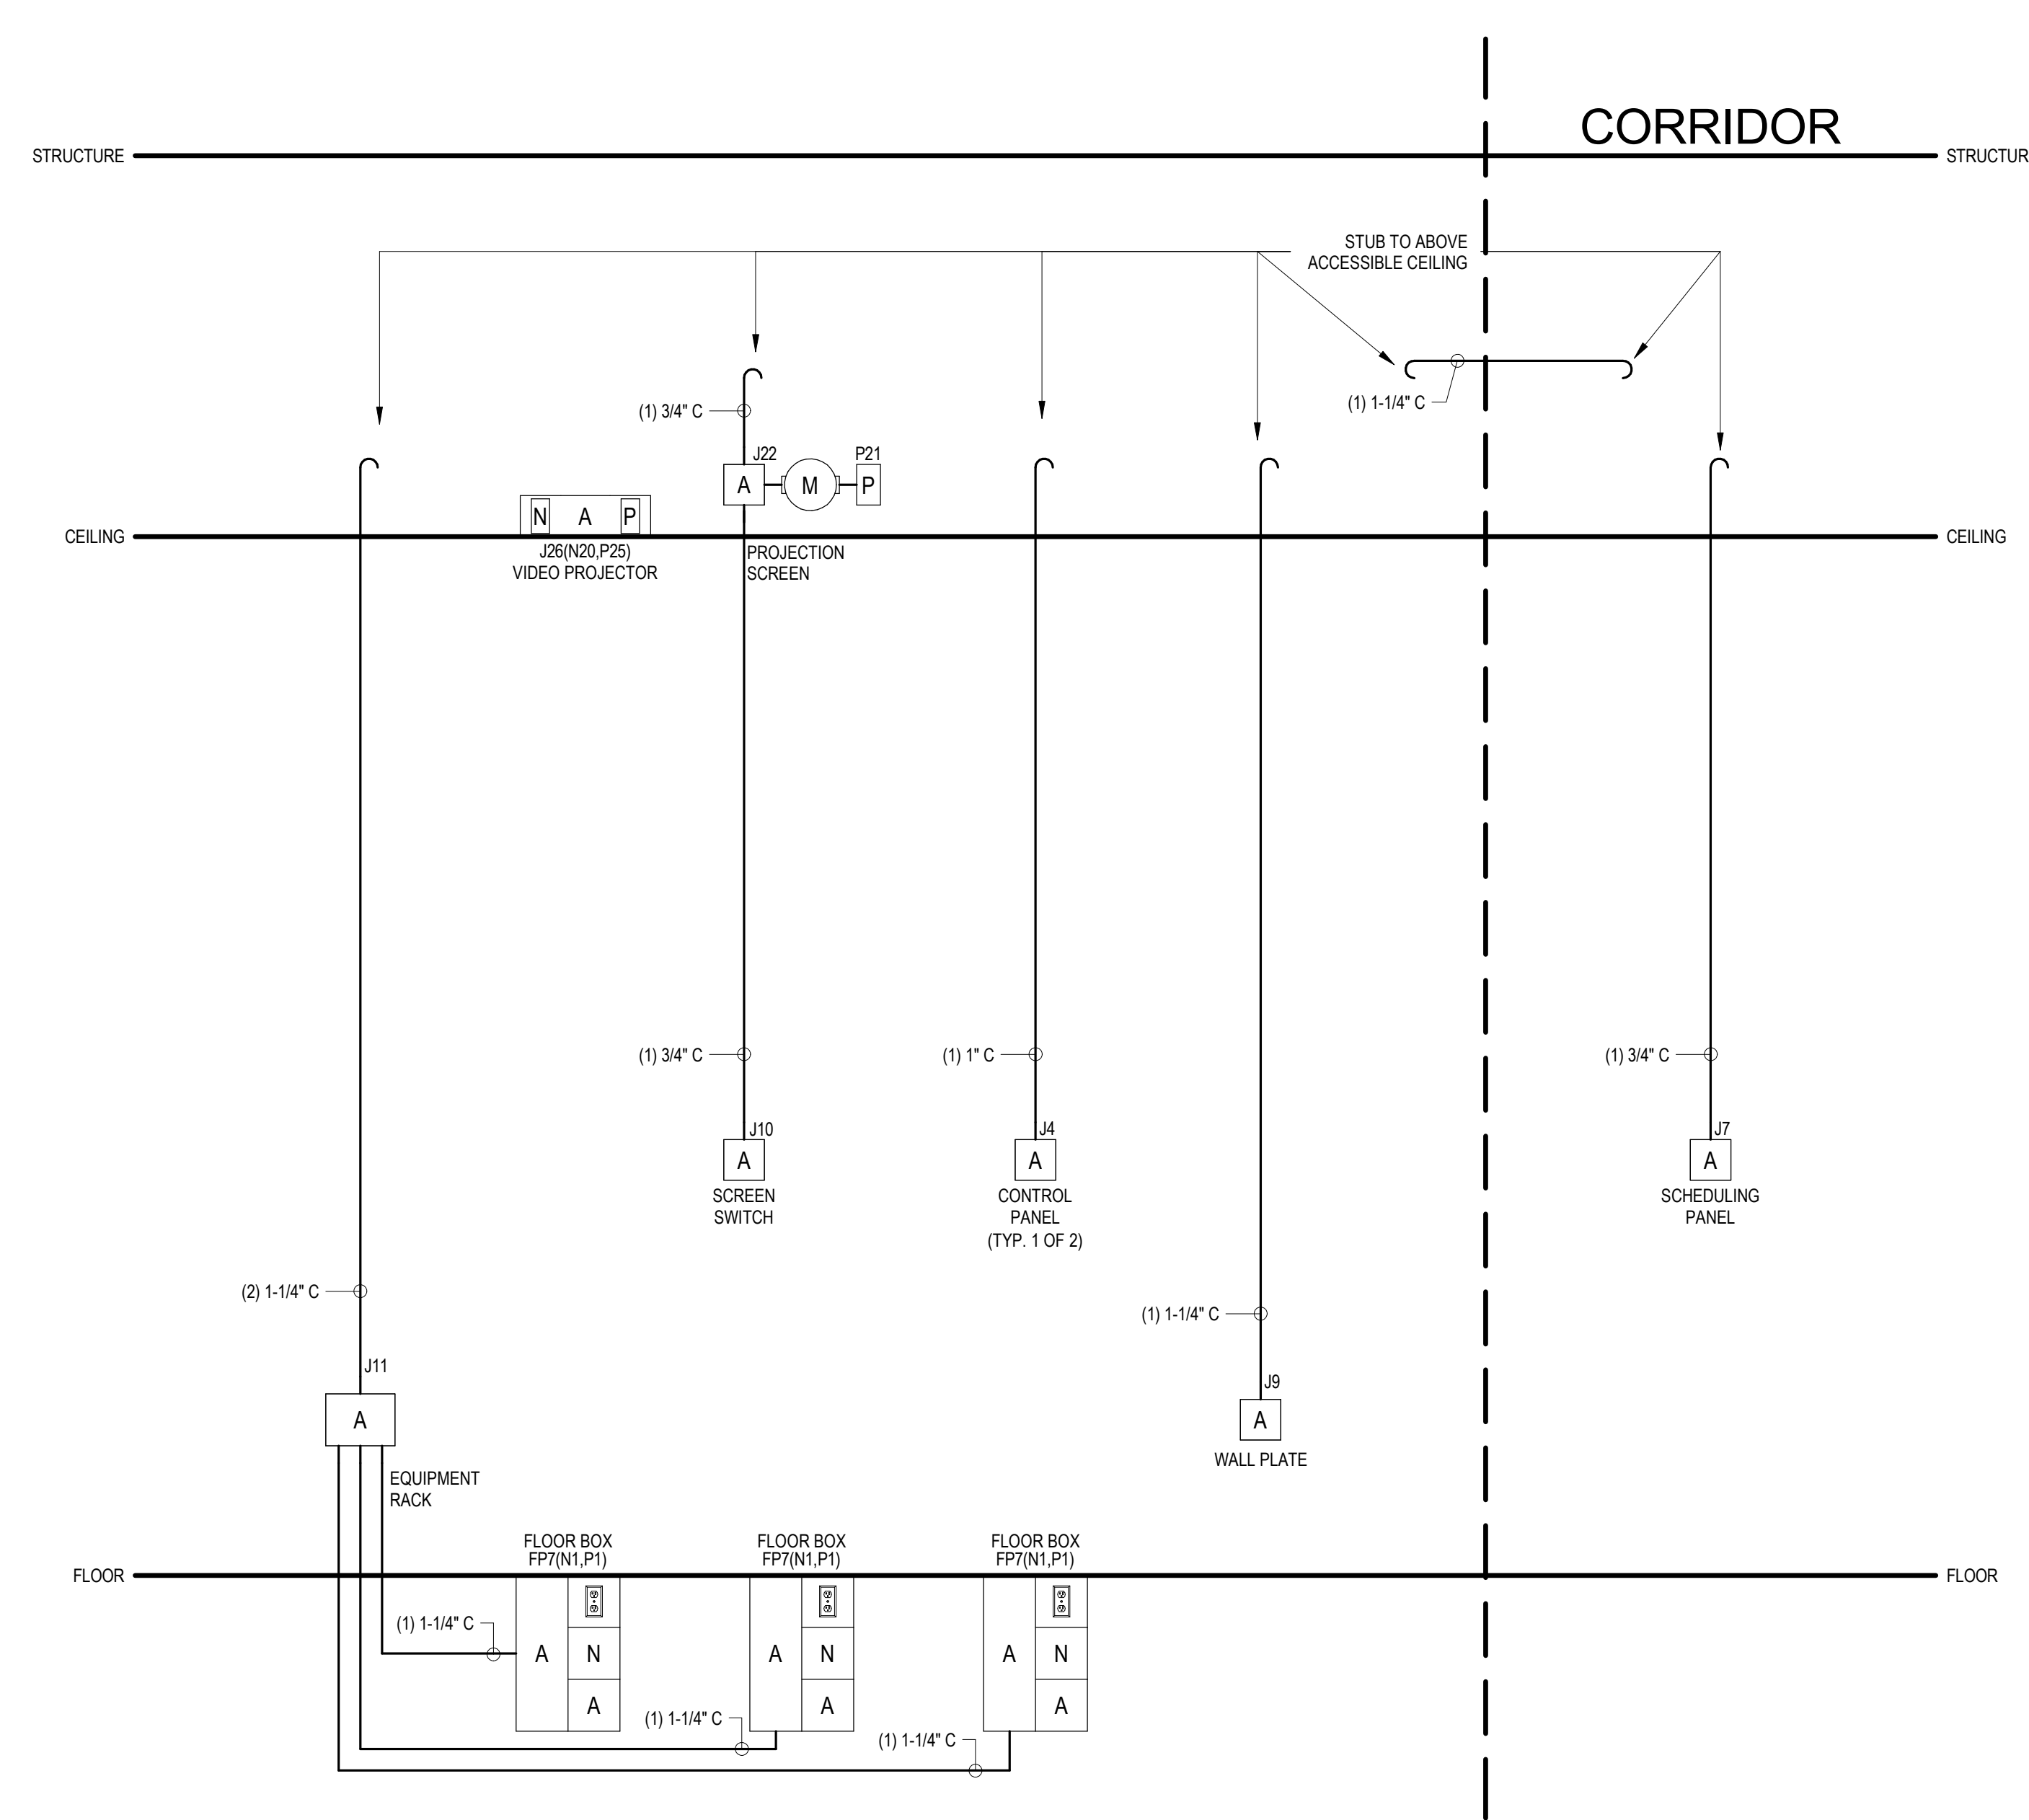 CORRIDOR
STRUCTURE
STRUCTUR
STUB TO ABOVE
ACCESSIBLE CEILING
(1) 3/4" C
(1) 1-1/4" C
J22
P21
A
M
P
N
A
P
CEILING
CEILING
J26(N20,P25)
VIDEO PROJECTOR
PROJECTION
SCREEN
(1) 3/4" C
(1) 1" C
(1) 3/4" C
J10
J4
J7
A
A
A
SCREEN
SWITCH
CONTROL
PANEL
(TYP. 1 OF 2)
SCHEDULING
PANEL
(2) 1-1/4" C
(1) 1-1/4" C
J11
J9
A
A
WALL PLATE
EQUIPMENT
RACK
FLOOR BOX
FP7(N1,P1)
FLOOR BOX
FP7(N1,P1)
FLOOR BOX
FP7(N1,P1)
FLOOR
FLOOR
(1) 1-1/4" C
A
N
A
A
N
A
A
N
A
(1) 1-1/4" C
(1) 1-1/4" C